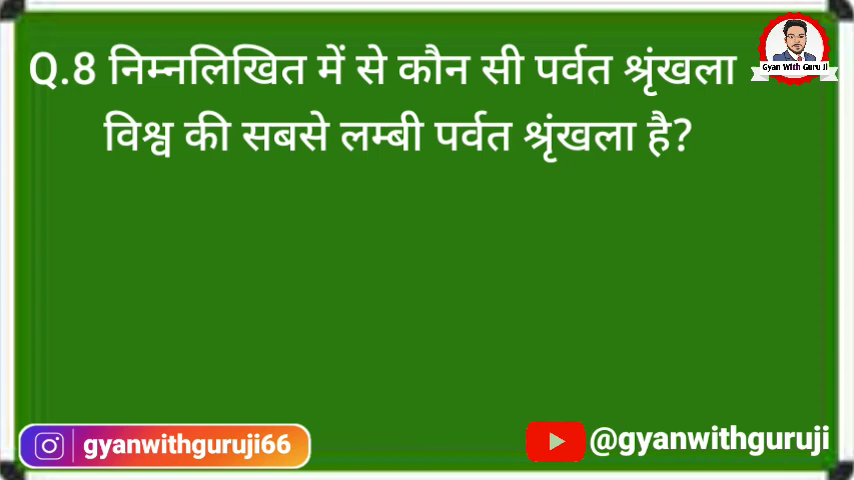 Q.8 निम्नलिखित में से कौन सी पर्वत श्रृंखला
विश्व की सबसे लम्बी पर्वत श्रृंखला है?
Gyan With Guru Ji
gyanwithguruji66
@gyanwithguruji